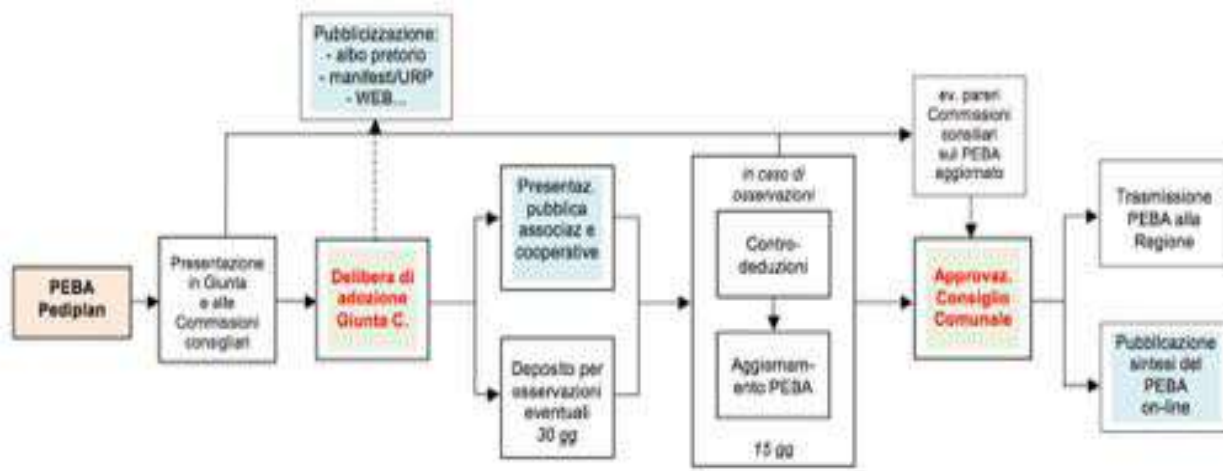 Pubblicizzazione:
- albo pretorio
- manifesti/URP
- WEB...
ev. pareri
Commissioni
consiliari
sul PEBA
aggiornato
PEBA
Pediplan
Presentazione
in Giunta
e alle
Commissioni
consigliari
Delibera di
adozione
Giunta C.
Presentaz.
pubblica
associaz e
cooperative
Deposito per
osservazioni
eventuali
30 gg
in caso di
osservazioni
Contro-
deduzioni
Aggiornam-
ento PEBA
15 gg
Approvaz.
Consiglio
Comunale
Trasmissione
PEBA alla
Regione
Pubblicazione
sintesi del
PEBA
on-line